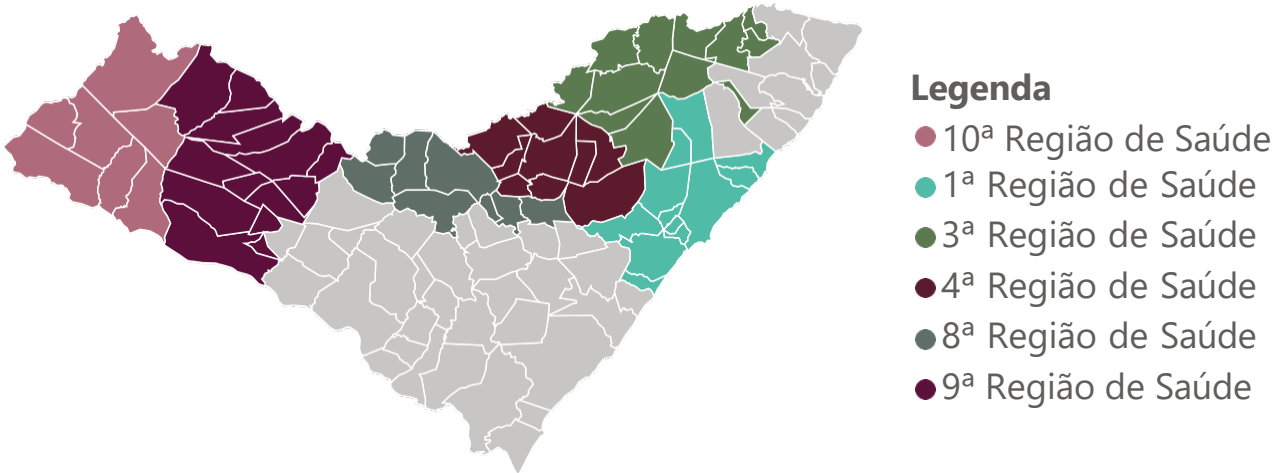 Legenda
10ª Região de Saúde
1ª Região de Saúde
3ª Região de Saúde
4ª Região de Saúde
8ª Região de Saúde
9ª Região de Saúde